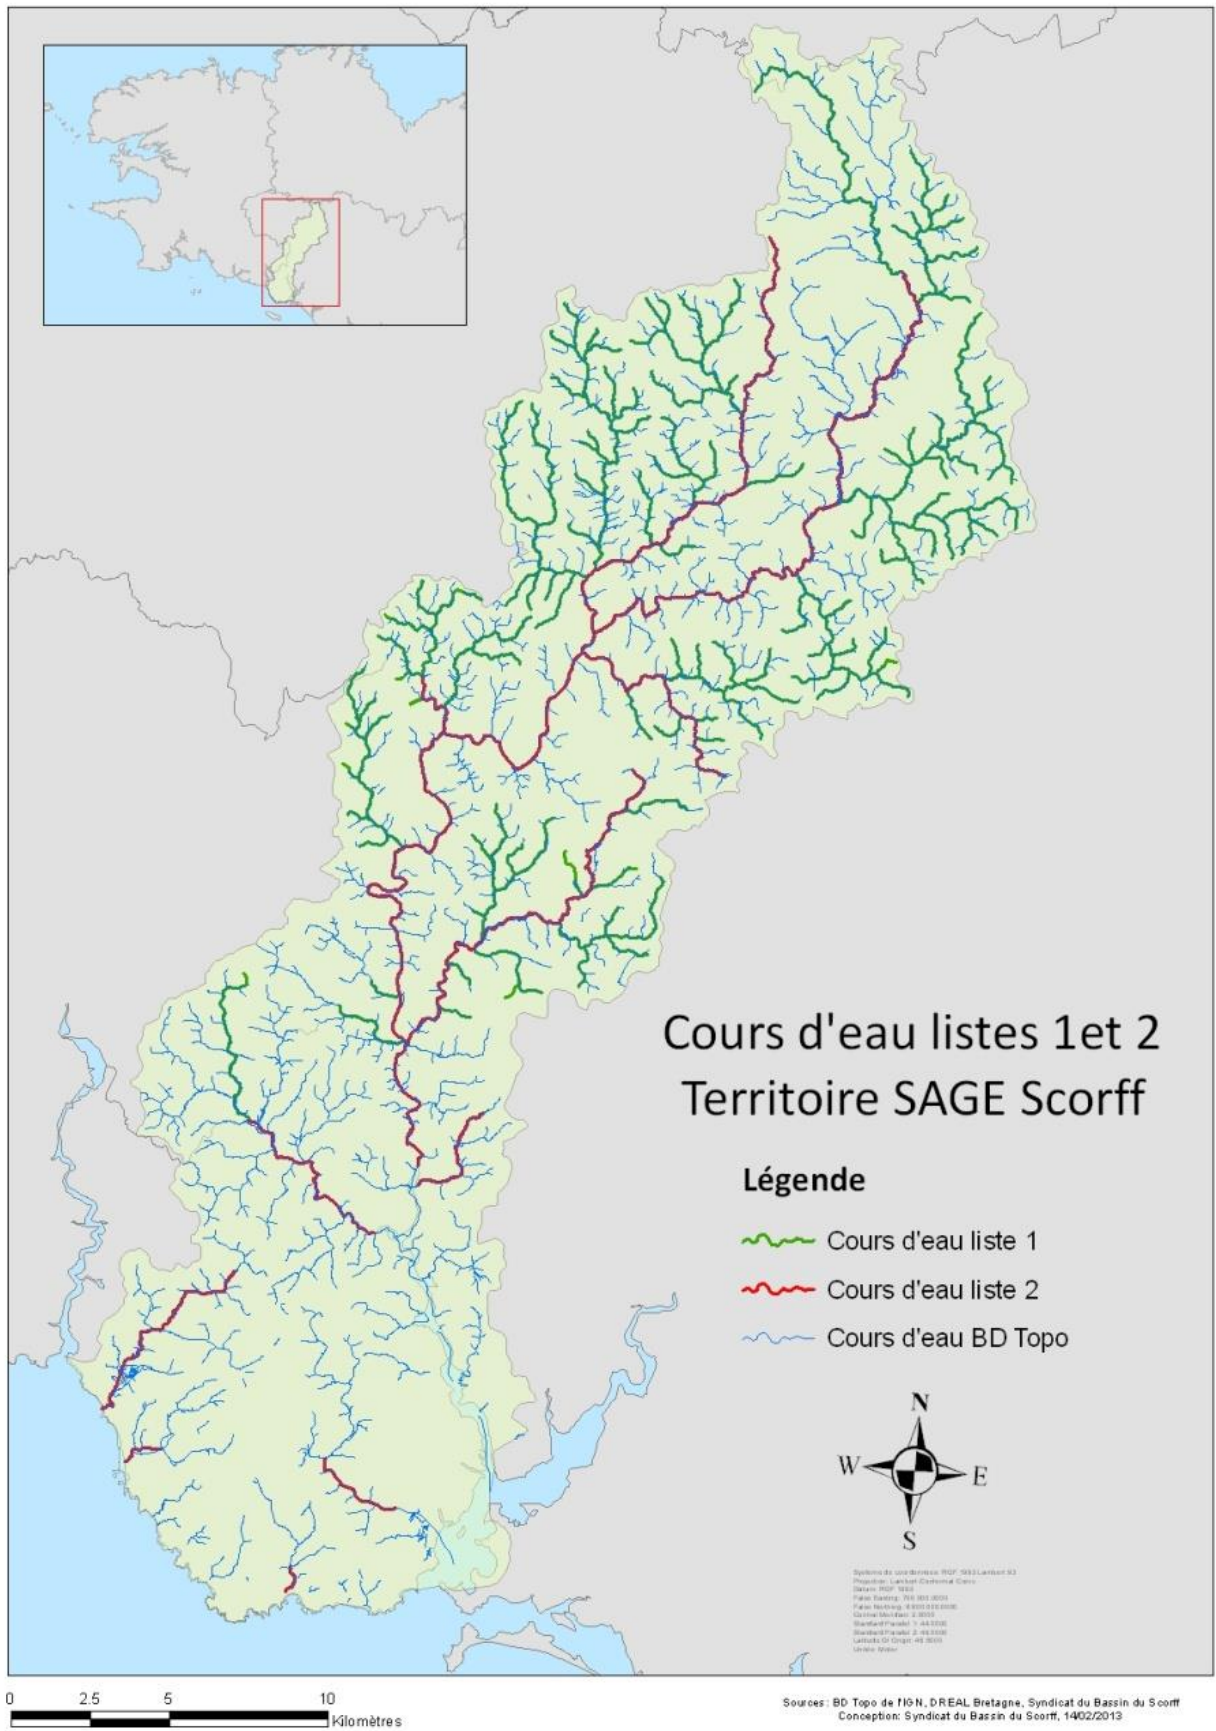 Cours d'eau listes 1et 2
Territoire SAGE Scorff
Légende
Cours d'eau liste 1
Cours d'eau liste 2
Cours d'eau BD Topo
N
W
E
S
0 2.5 5 10
Kilomètres
Sources: BD Topo de l'IGN, DREAL Bretagne, Syndicat du Bassin du Scorff
Conception: Syndicat du Bassin du Scorff, 14/02/2013